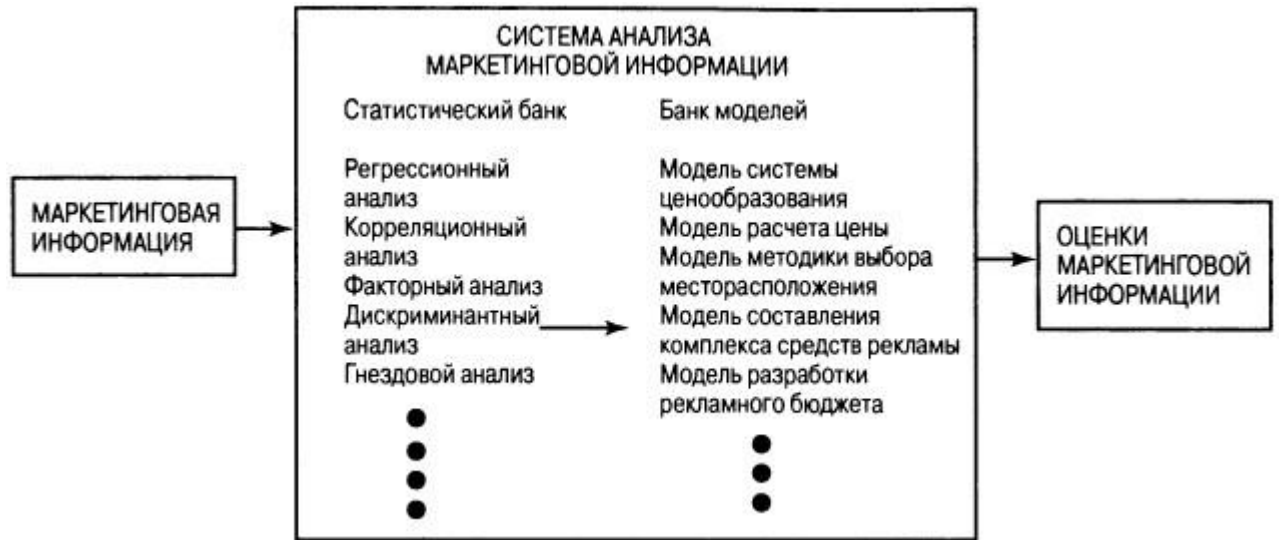 СИСТЕМА АНАЛИЗА
МАРКЕТИНГОВОЙ ИНФОРМАЦИИ
МАРКЕТИНГОВАЯ
ИНФОРМАЦИЯ
Статистический банк
Регрессионный
анализ
Корреляционный
анализ
Факторный анализ
Дискриминантный
анализ
Гнездовой анализ
Банк моделей
Модель системы
ценообразования
Модель расчета цены
Модель методики выбора
месторасположения
Модель составления
комплекса средств рекламы
Модель разработки
рекламного бюджета
ОЦЕНКИ
МАРКЕТИНГОВОЙ
ИНФОРМАЦИИ